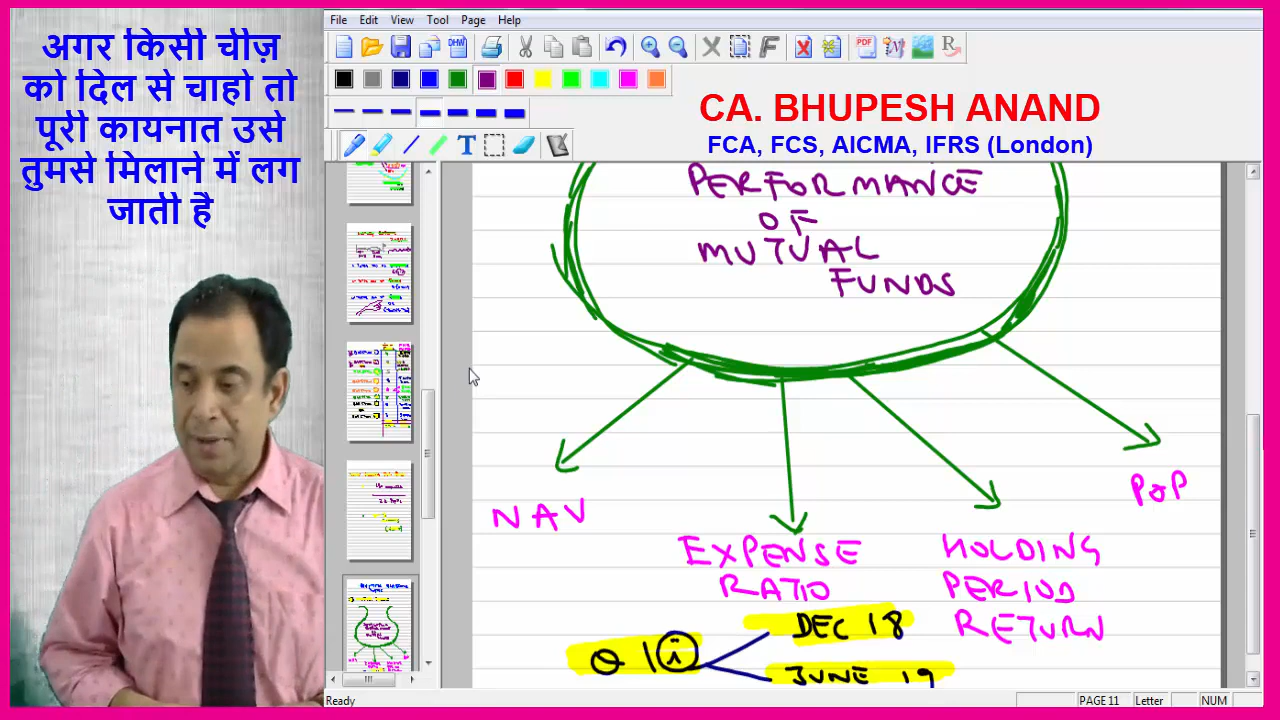 अगर किसी चीज़
को दिल से चाहो तो
पूरी कायनात उसे
तुमसे मिलाने में लग
जाती है
File Edit View Tool Page Help
DHW
PDF
CA. BHUPESH ANAND
FCA, FCS, AICMA, IFRS (London)
PERFORMANCE
OF
MUTUAL
FUNDS
NAV
EXPENSE
RATIO
HOLDING
PERIOD
RETURN
POP
DEC 18
JUNE 19
Ready
PAGE 11 Letter NUM